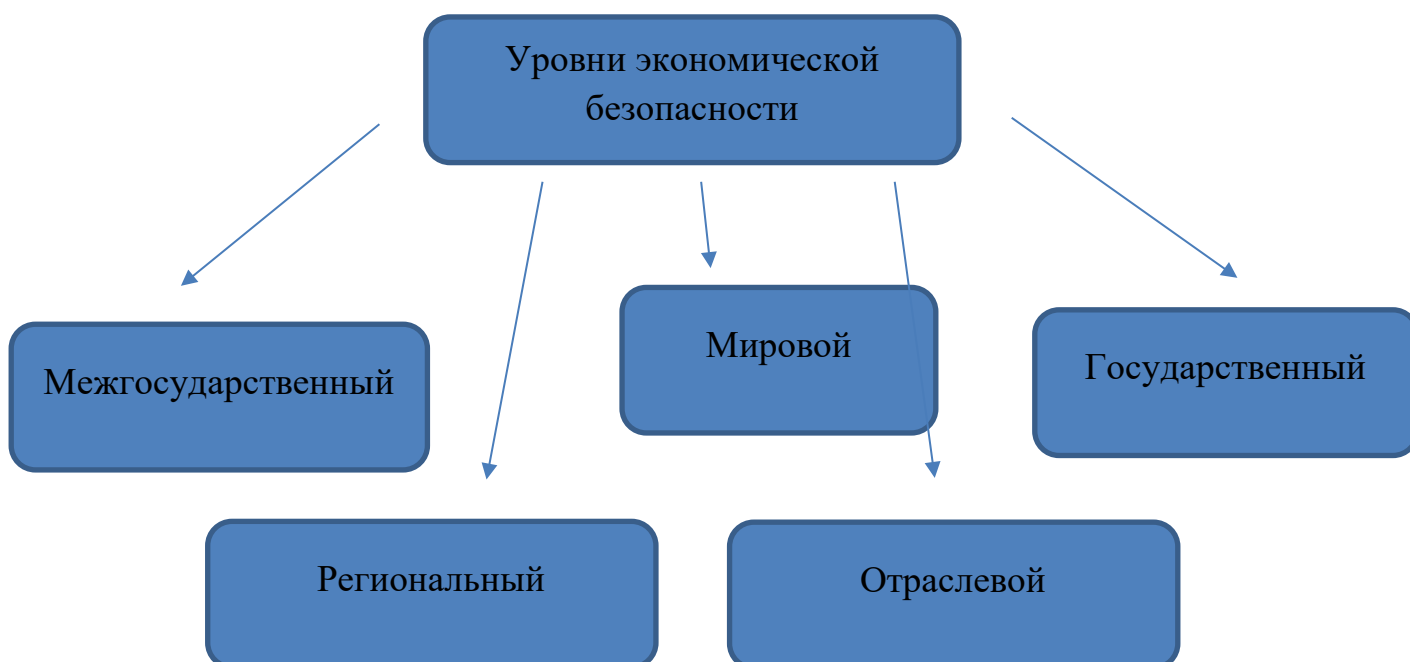 Уровни экономической
безопасности
Межгосударственный
Мировой
Государственный
Региональный
Отраслевой